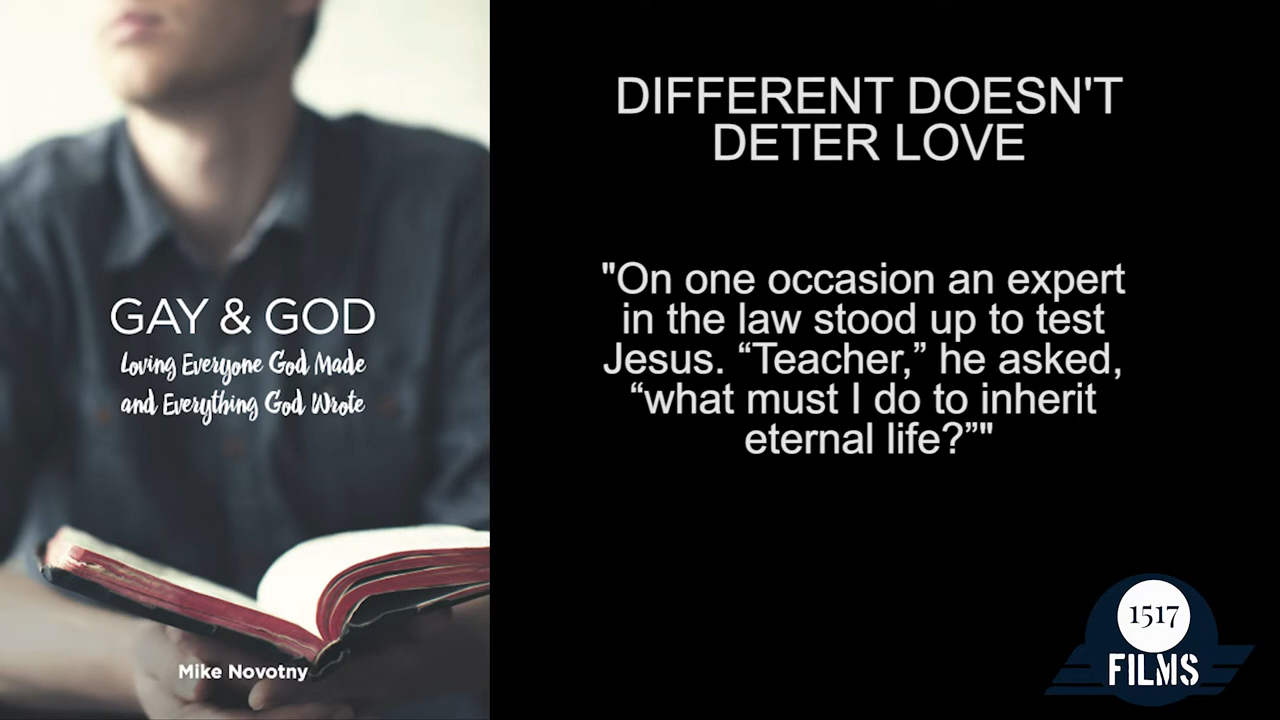 GAY & GOD
Loving Everyone God Made
and Everything God Wrote
Mike Novotny
DIFFERENT DOESN'T
DETER LOVE
"On one occasion an expert
in the law stood up to test
Jesus. “Teacher,” he asked,
“what must I do to inherit
eternal life?”"
1517
FILMS